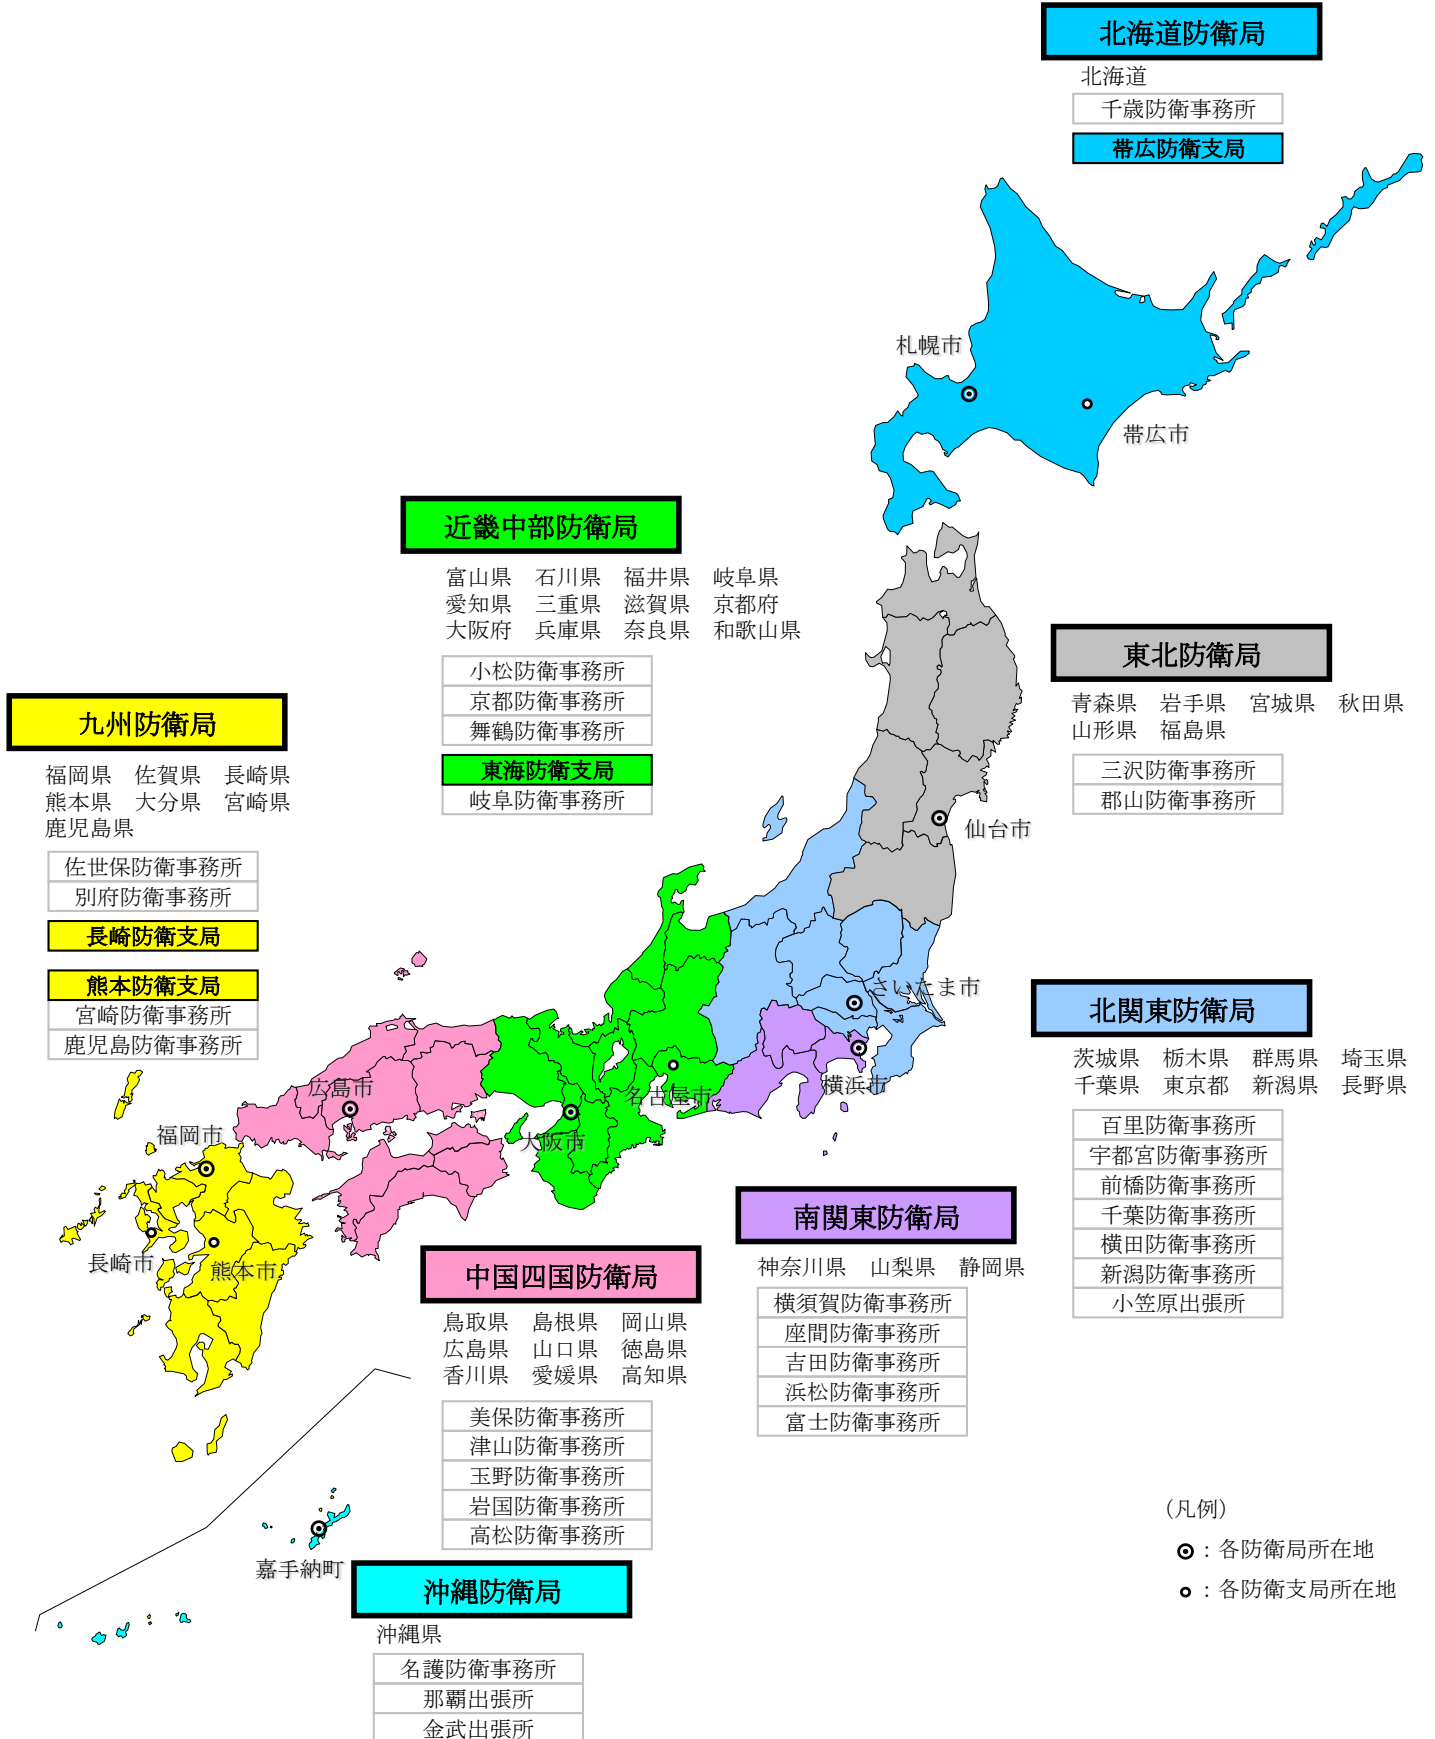 北海道防衛局
北海道
千歳防衛事務所
帯広防衛支局
札幌市
帯広市
近畿中部防衛局
富山県 石川県 福井県 岐阜県
愛知県 三重県 滋賀県 京都府
大阪府 兵庫県 奈良県 和歌山県
小松防衛事務所
京都防衛事務所
舞鶴防衛事務所
東海防衛支局
岐阜防衛事務所
東北防衛局
青森県 岩手県 宮城県 秋田県
山形県 福島県
三沢防衛事務所
郡山防衛事務所
仙台市
九州防衛局
福岡県 佐賀県 長崎県
熊本県 大分県 宮崎県
鹿児島県
佐世保防衛事務所
別府防衛事務所
長崎防衛支局
熊本防衛支局
宮崎防衛事務所
鹿児島防衛事務所
さいたま市
北関東防衛局
茨城県 栃木県 群馬県 埼玉県
千葉県 東京都 新潟県 長野県
百里防衛事務所
宇都宮防衛事務所
前橋防衛事務所
千葉防衛事務所
横田防衛事務所
新潟防衛事務所
小笠原出張所
広島市
名古屋市
横浜市
福岡市
大阪市
長崎市
熊本市
南関東防衛局
神奈川県 山梨県 静岡県
横須賀防衛事務所
座間防衛事務所
吉田防衛事務所
浜松防衛事務所
富士防衛事務所
中国四国防衛局
鳥取県 島根県 岡山県
広島県 山口県 徳島県
香川県 愛媛県 高知県
美保防衛事務所
津山防衛事務所
玉野防衛事務所
岩国防衛事務所
高松防衛事務所
嘉手納町
沖縄防衛局
沖縄県
名護防衛事務所
那覇出張所
金武出張所
（凡例）
：各防衛局所在地
：各防衛支局所在地